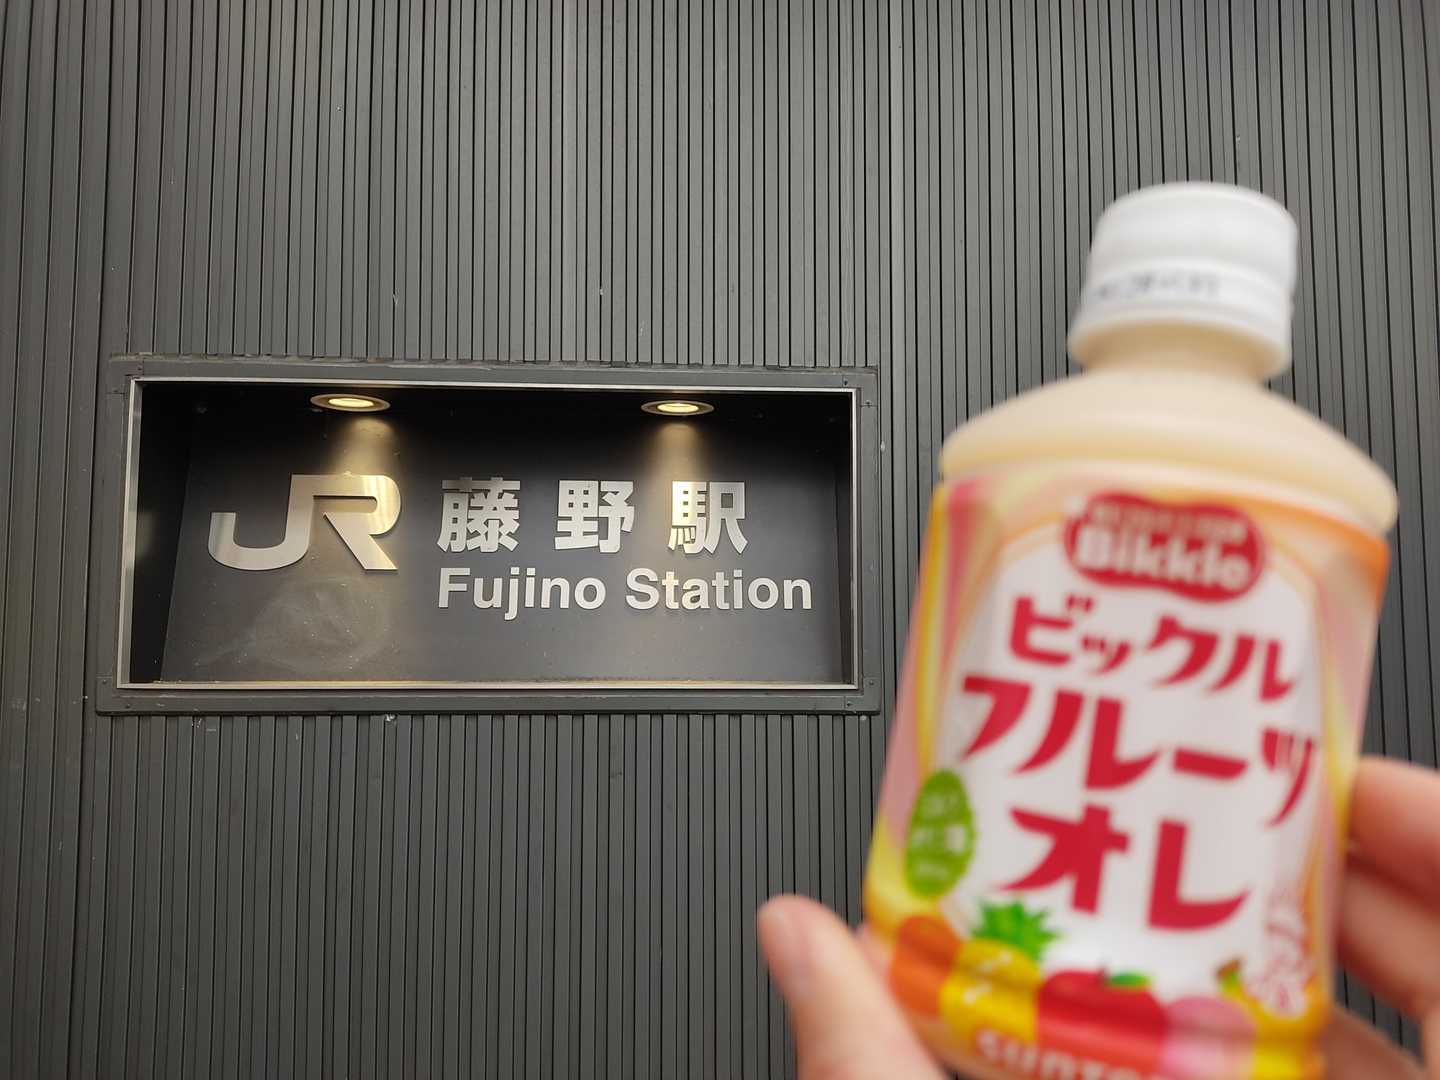 JR 藤野駅
Fujino Station
Bikkle
ビックル
フルーツ
オレ